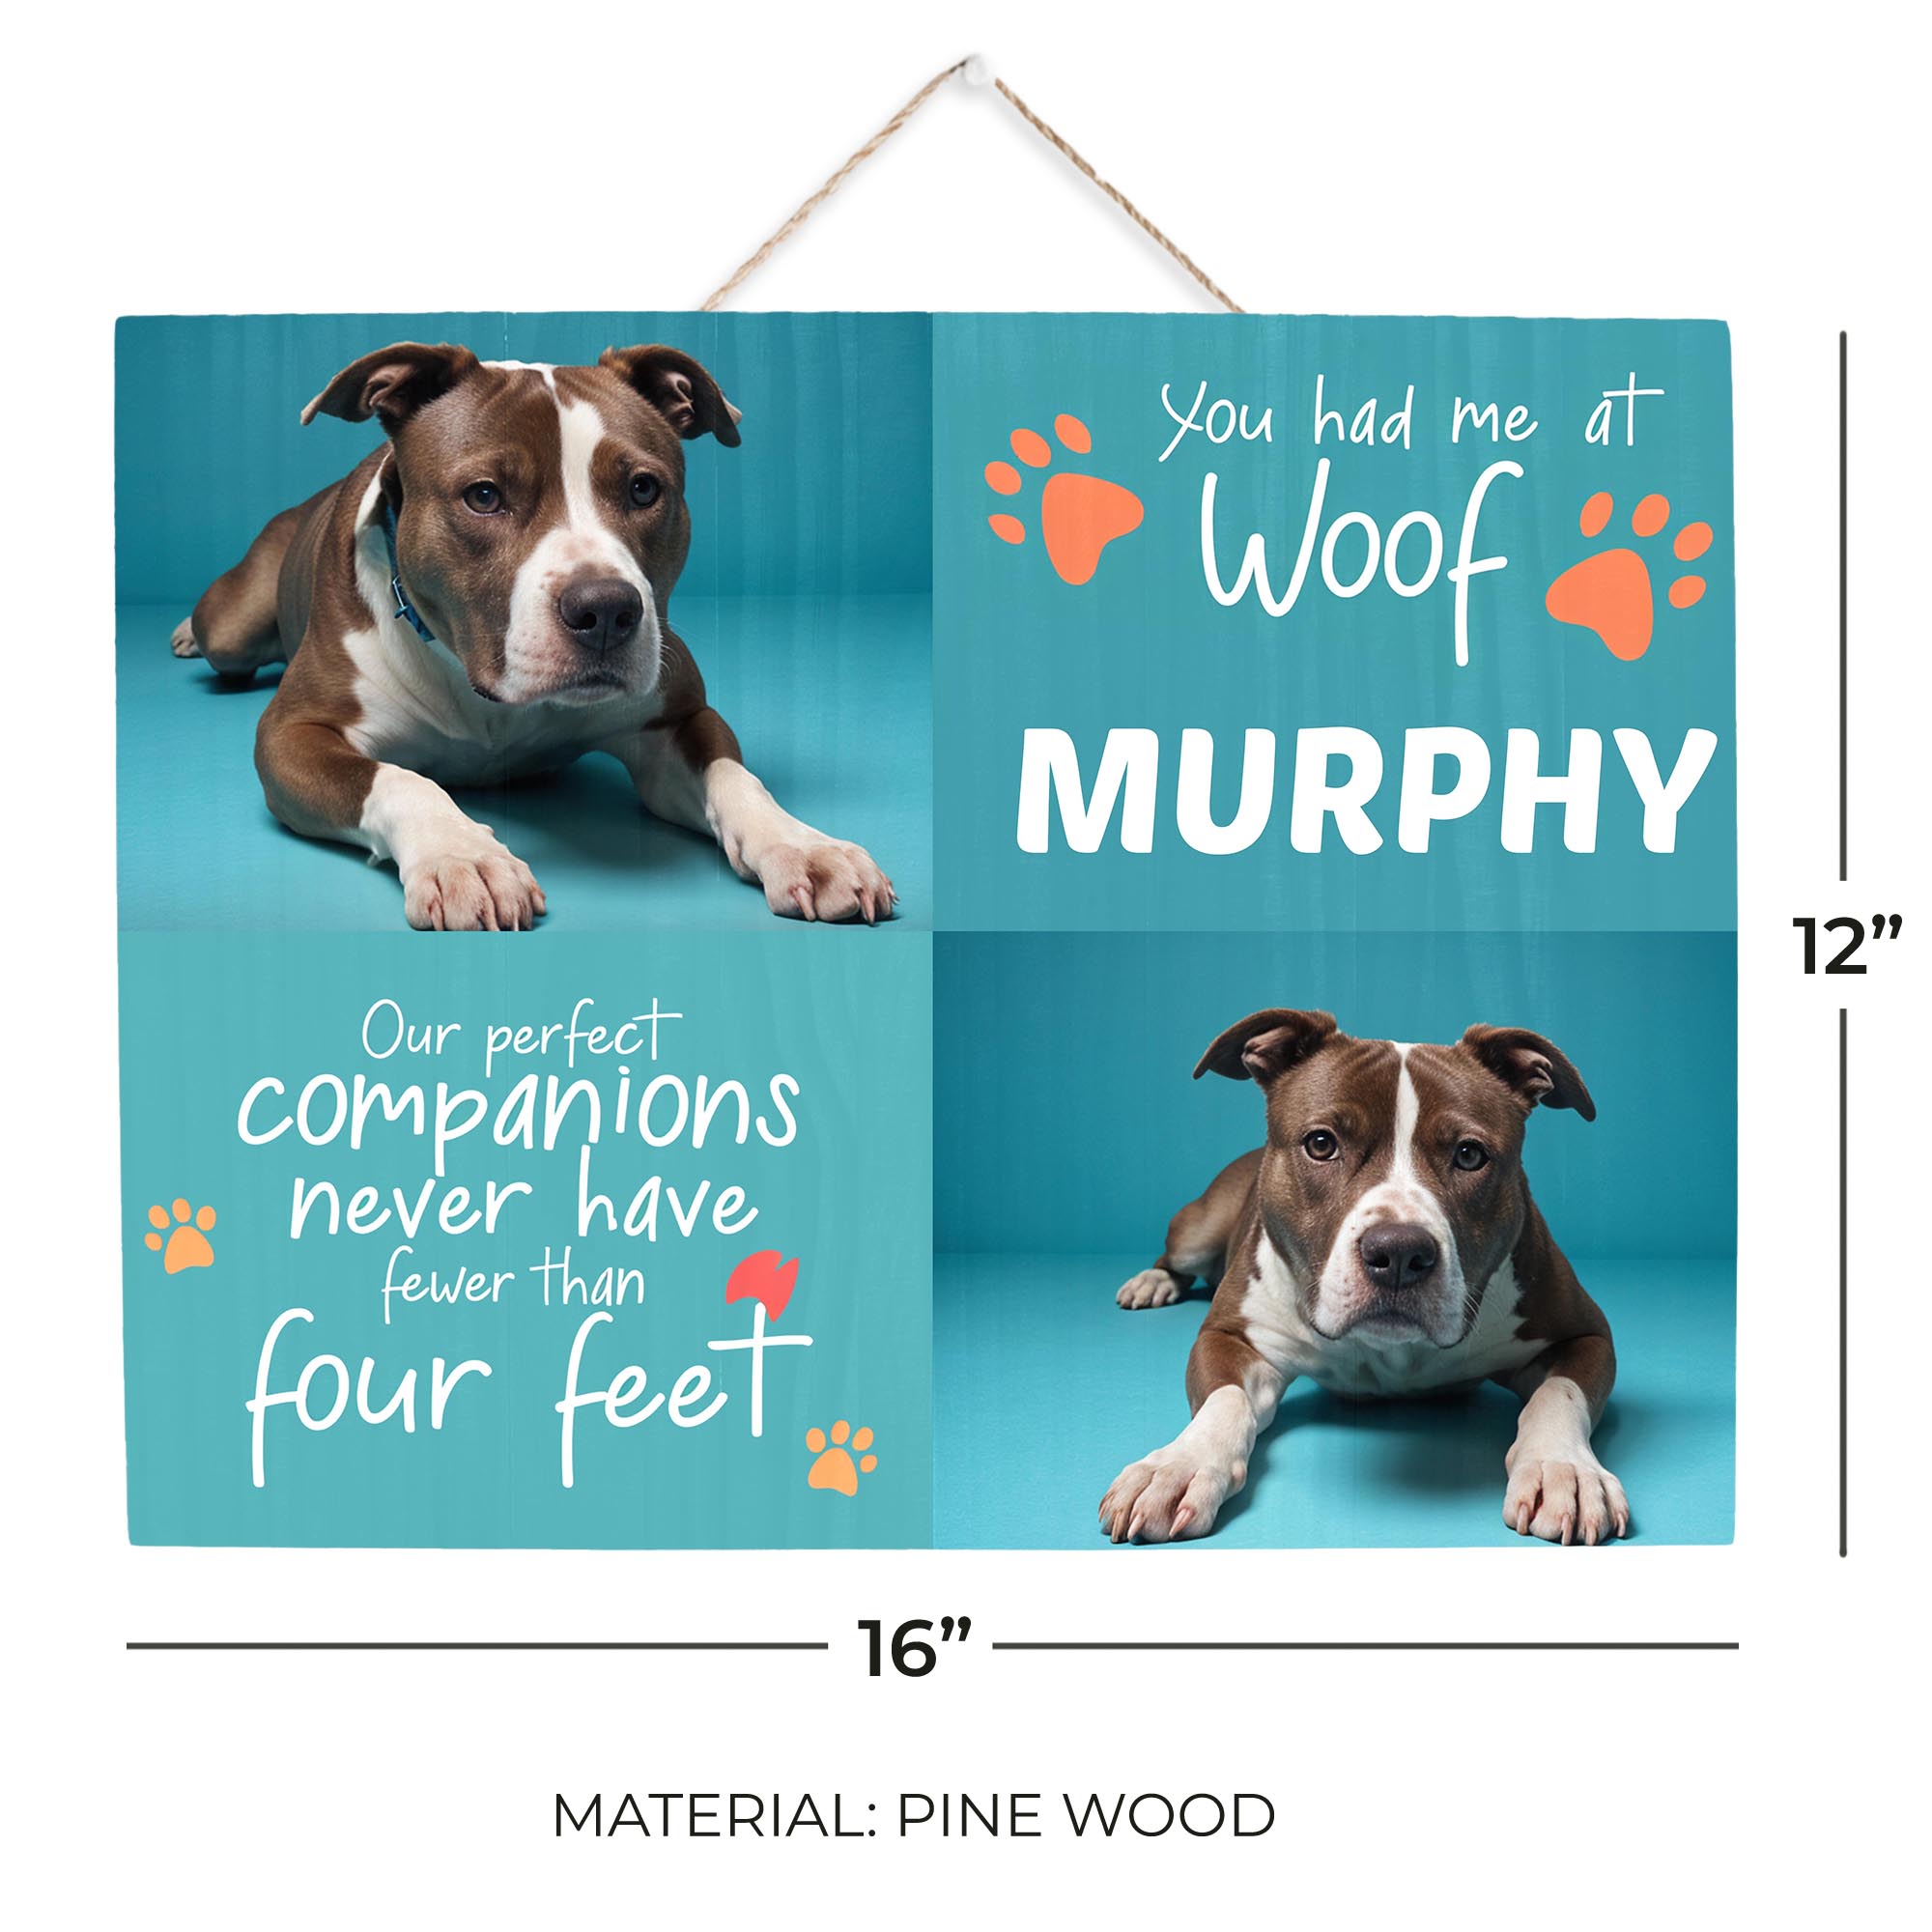 You had me at
Woof
MURPHY
Our perfect
companions
never have
fewer than
four feet
12”
16”
MATERIAL: PINE WOOD